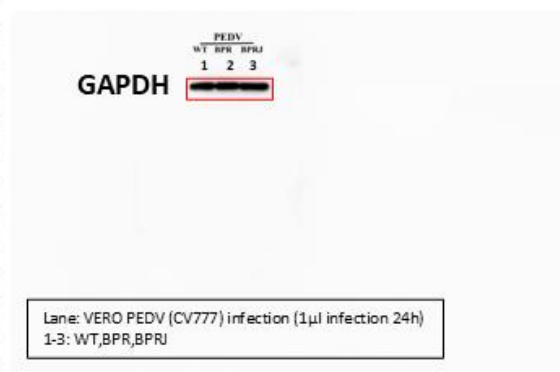 PEDV
WT BPR BPRJ
1 2 3
GAPDH
Lane: VERO PEDV (CV777) infection (1µl infection 24h)
1-3: WT,BPR,BPRJ